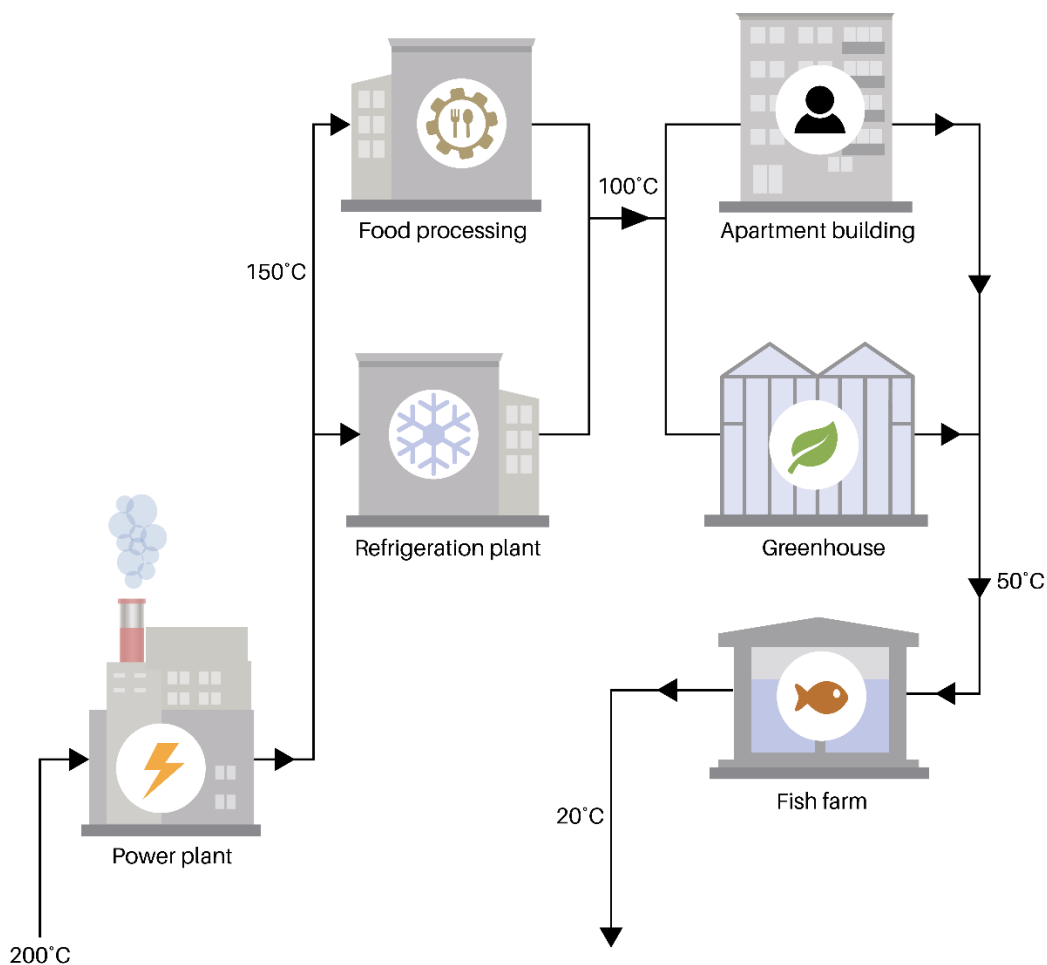 100˚C
Food processing
Apartment building
150˚C
Refrigeration plant
Greenhouse
50˚C
Fish farm
20˚C
Power plant
200˚C